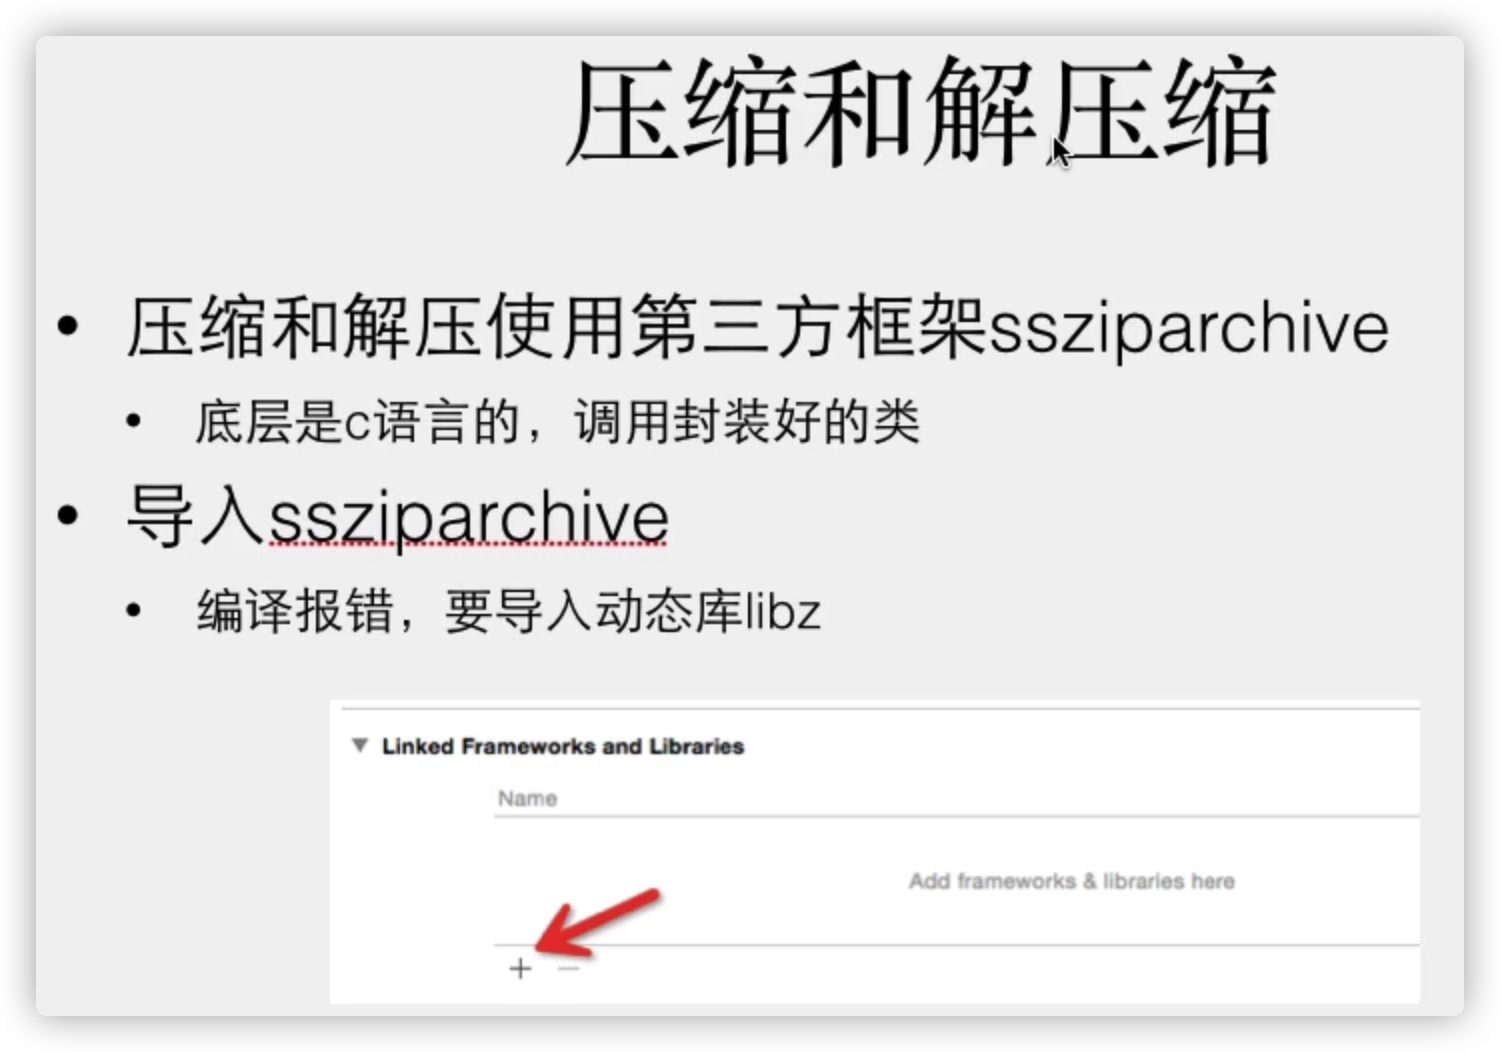 压缩和解压缩
• 压缩和解压使用第三方框架ssziparchive
• 底层是c语言的，调用封装好的类
• 导入ssziparchive
• 编译报错，要导入动态库libz
Linked Frameworks and Libraries
Name
Add frameworks & libraries here
+ −